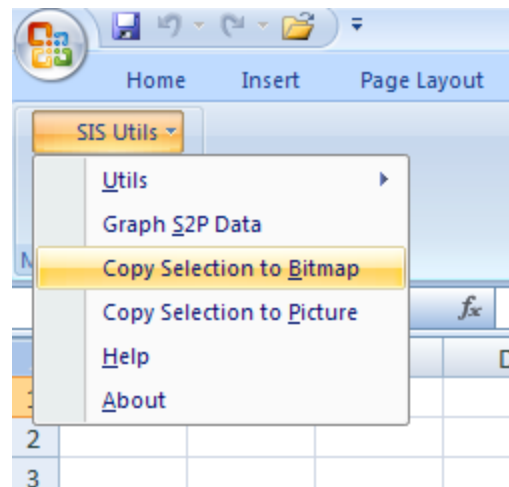 Home Insert Page Layout
SIS Utils
Utils
Graph S2P Data
Copy Selection to Bitmap
Copy Selection to Picture
fx
Help
About
2
3